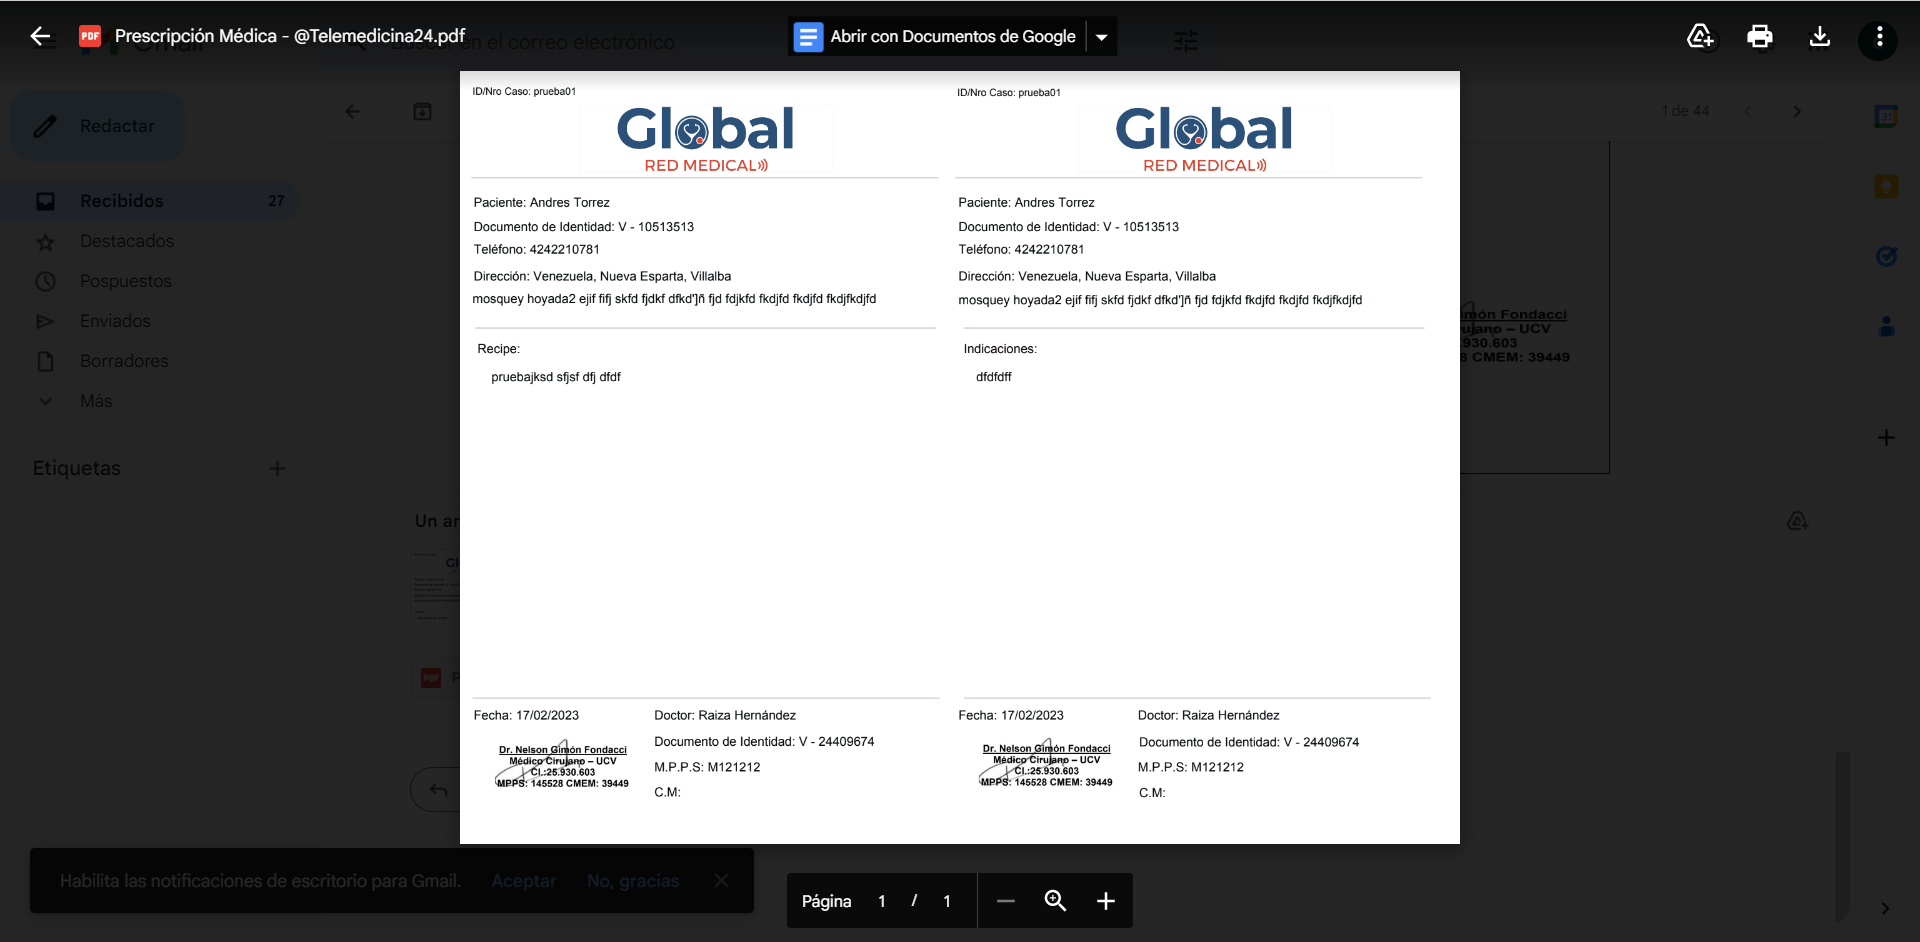 Prescripción Médica - @Telemedicina24.pdf
Abrir con Documentos de Google
en el correo electrónico
Redactar
1 de 44
Recibidos 27
Destacados
Pospuestos
Enviados
Borradores
Más
Etiquetas
ID/Nro Caso: prueba01
Global
RED MEDICAL
Paciente: Andres Torrez
Documento de Identidad: V - 10513513
Teléfono: 4242210781
Dirección: Venezuela, Nueva Esparta, Villalba
mosquey hoyada2 ejif fifj skfd fjdkf dfkd']ñ fjd fdjkfd fkdjfd fkdjfd fkdjfkdjfd
Recipe:
pruebajksd sfjsf dfj dfdf
Fecha: 17/02/2023
Dr. Nelson Gimón Fondacci
Médico Cirujano – UCV
CI.:25.930.603
MPPS: 145528 CMEM: 39449
Doctor: Raiza Hernández
Documento de Identidad: V - 24409674
M.P.P.S: M121212
C.M:
ID/Nro Caso: prueba01
Global
RED MEDICAL
Paciente: Andres Torrez
Documento de Identidad: V - 10513513
Teléfono: 4242210781
Dirección: Venezuela, Nueva Esparta, Villalba
mosquey hoyada2 ejif fifj skfd fjdkf dfkd']ñ fjd fdjkfd fkdjfd fkdjfd fkdjfkdjfd
Indicaciones:
dfdfdff
Fecha: 17/02/2023
Dr. Nelson Gimón Fondacci
Médico Cirujano – UCV
CI.:25.930.603
MPPS: 145528 CMEM: 39449
Doctor: Raiza Hernández
Documento de Identidad: V - 24409674
M.P.P.S: M121212
C.M:
imón Fondacci
rujano – UCV
.930.603
8 CMEM: 39449
Un ar
PDF
Habilita las notificaciones de escritorio para Gmail. Aceptar No, gracias
Página 1 / 1